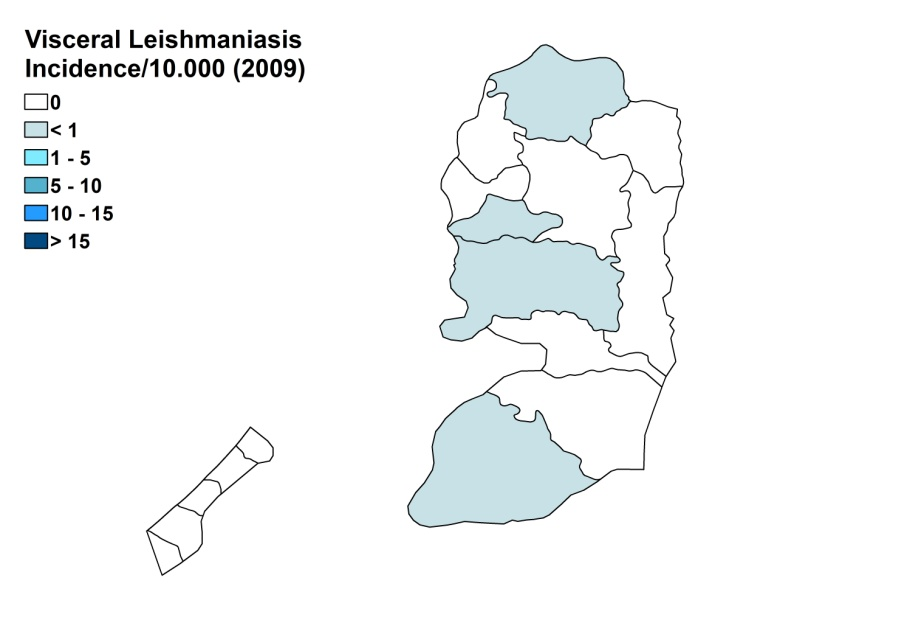 Visceral Leishmaniasis
Incidence/10.000 (2009)
0
< 1
1 - 5
5 - 10
10 - 15
> 15